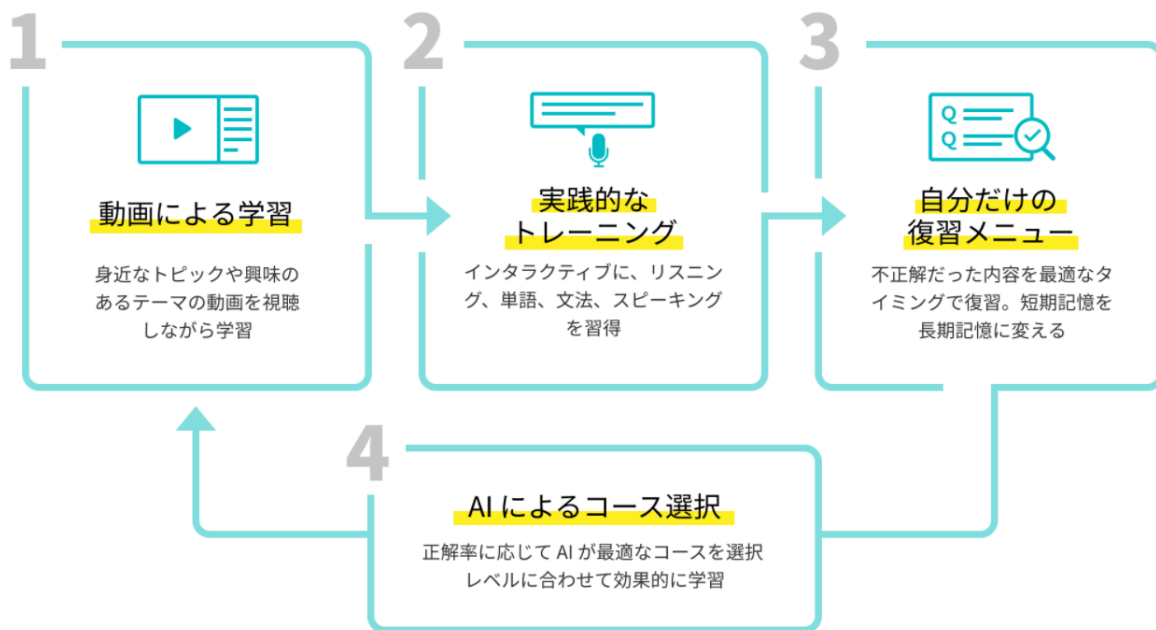 1
動画による学習
身近なトピックや興味の
あるテーマの動画を視聴
しながら学習
2
実践的な
トレーニング
インタラクティブに、リスニン
グ、単語、文法、スピーキング
を習得
3
Q
Q
自分だけの
復習メニュー
不正解だった内容を最適なタ
イミングで復習。短期記憶を
長期記憶に変える
4
AI によるコース選択
正解率に応じて AI が最適なコースを選択
レベルに合わせて効果的に学習